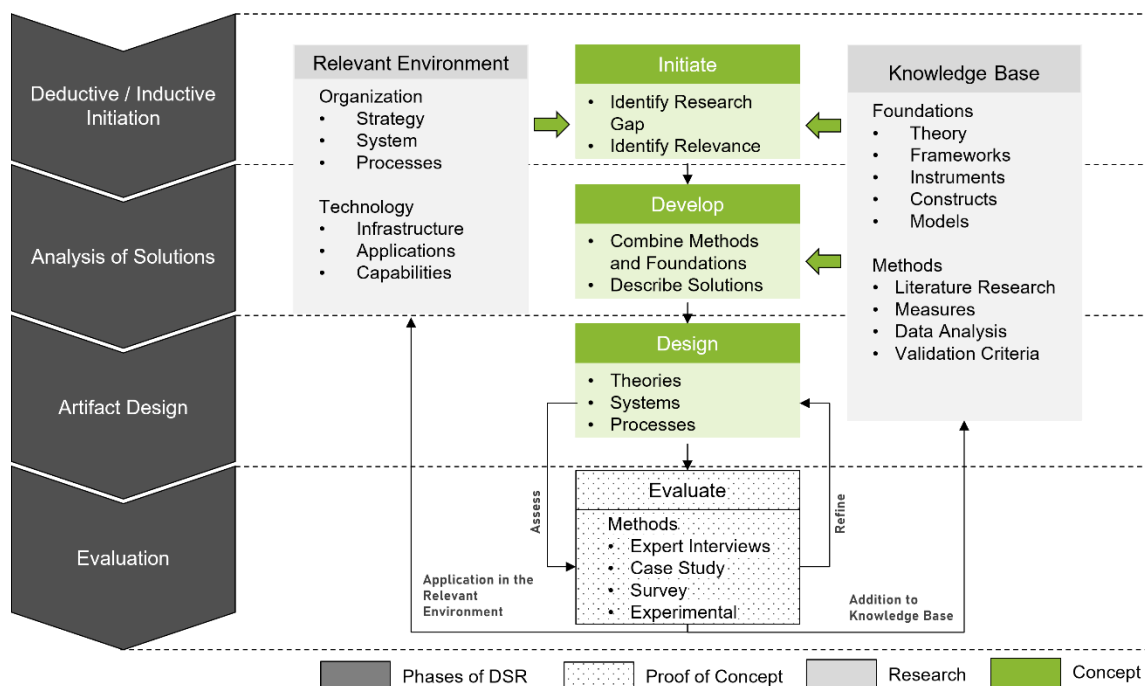 Deductive / Inductive
Initiation
Analysis of Solutions
Artifact Design
Evaluation
Relevant Environment
Organization
• Strategy
• System
• Processes
Technology
• Infrastructure
• Applications
• Capabilities
Initiate
• Identify Research
Gap
• Identify Relevance
Develop
• Combine Methods
and Foundations
• Describe Solutions
Design
• Theories
• Systems
• Processes
Assess
Refine
Evaluate
Methods
• Expert Interviews
• Case Study
• Survey
• Experimental
Knowledge Base
Foundations
• Theory
• Frameworks
• Instruments
• Constructs
• Models
Methods
• Literature Research
• Measures
• Data Analysis
• Validation Criteria
Application in the
Relevant
Environment
Addition to
Knowledge Base
Phases of DSR
Proof of Concept
Research
Concept